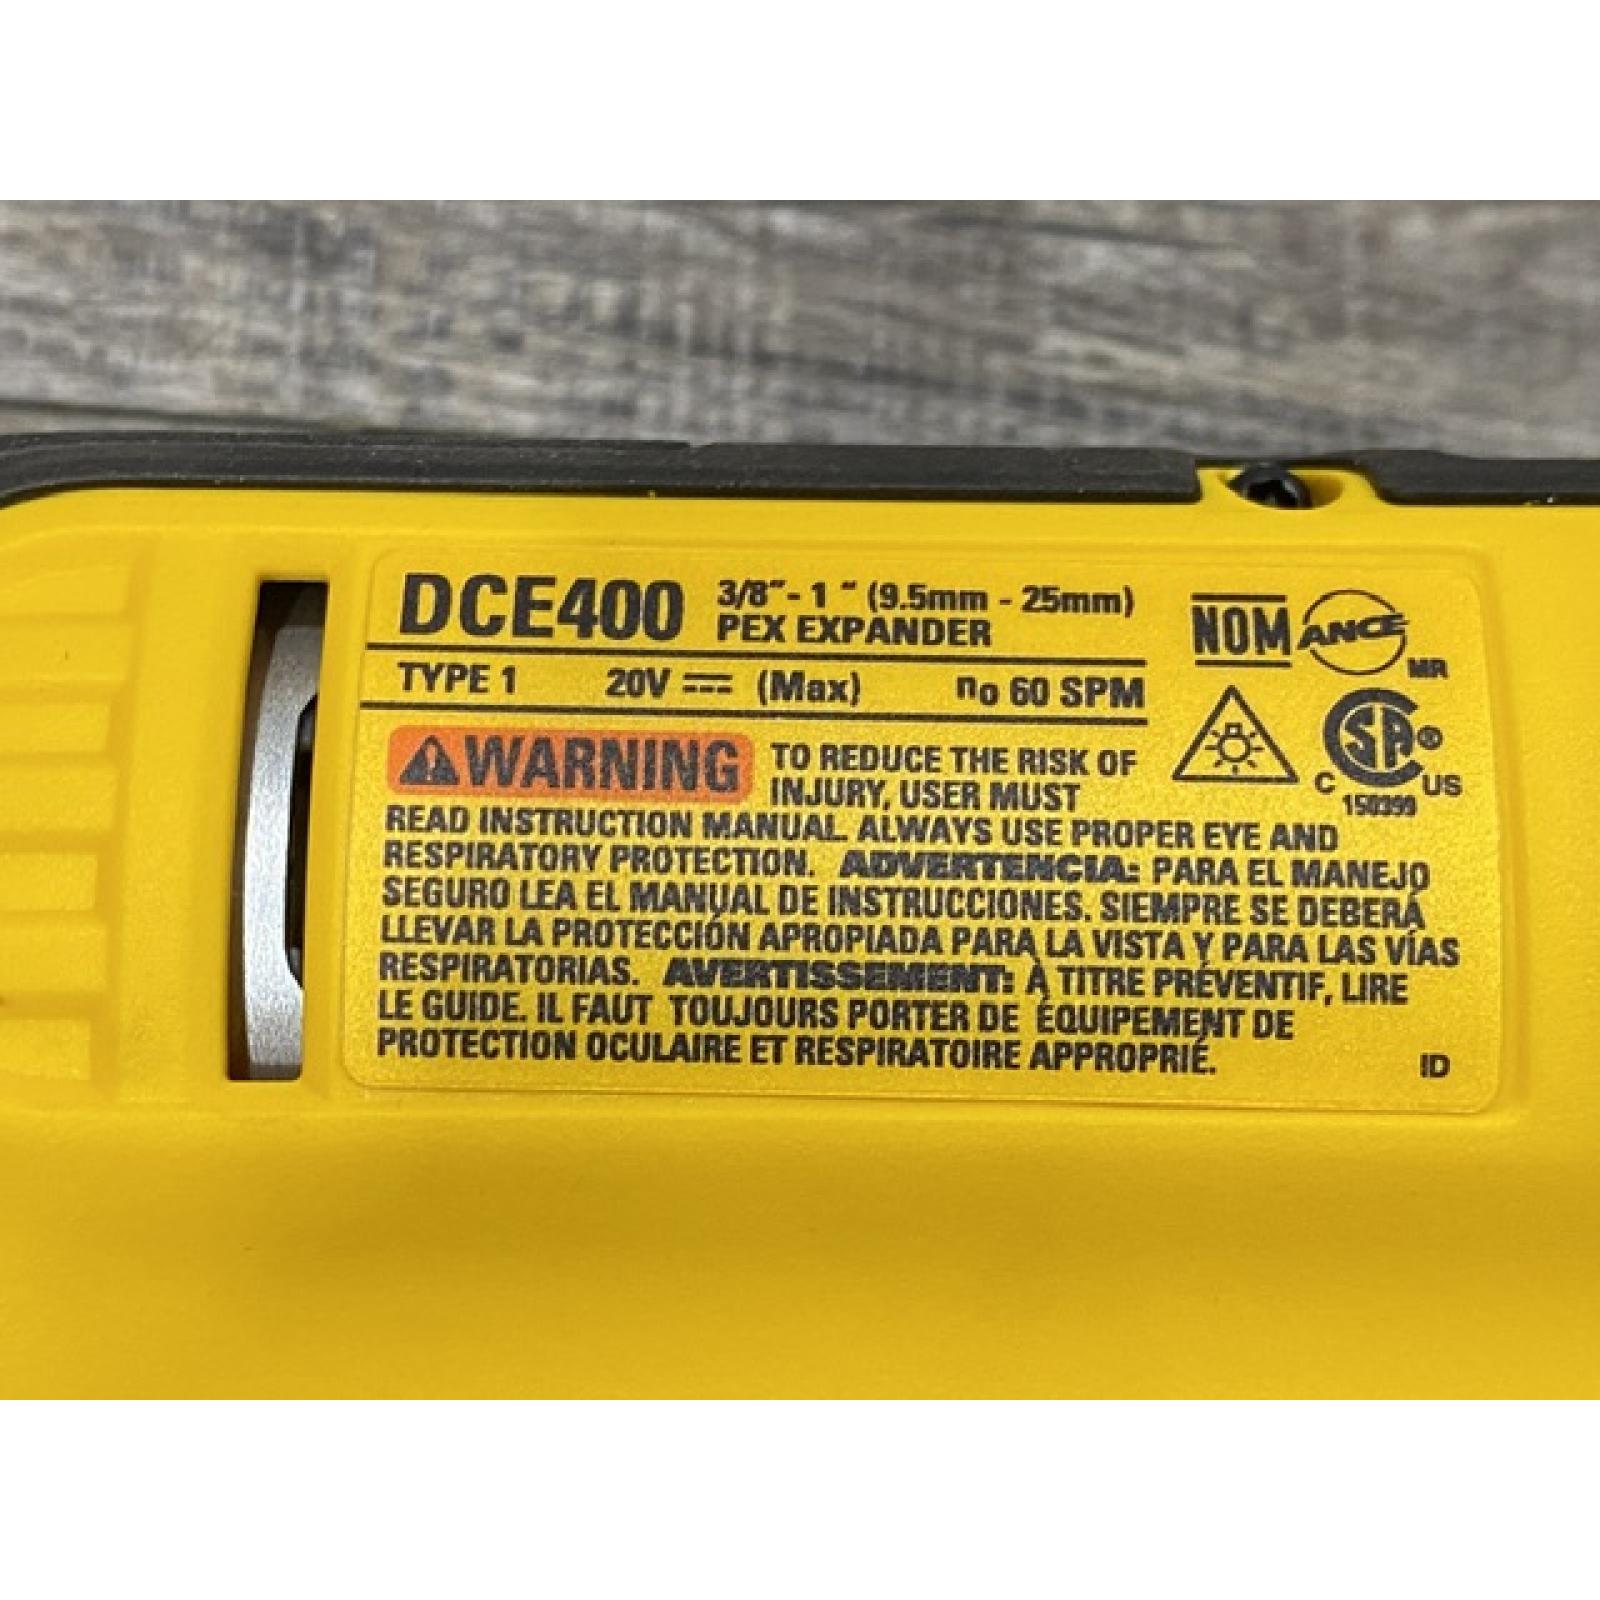 DCE400 3/8"- 1 " (9.5mm - 25mm)
PEX EXPANDER
TYPE 1 20V (Max) no 60 SPM
NOM ANCE MR
WARNING TO REDUCE THE RISK OF
INJURY, USER MUST
READ INSTRUCTION MANUAL. ALWAYS USE PROPER EYE AND
RESPIRATORY PROTECTION. ADVERTENCIA: PARA EL MANEJO
SEGURO LEA EL MANUAL DE INSTRUCCIONES. SIEMPRE SE DEBERÁ
LLEVAR LA PROTECCIÓN APROPIADA PARA LA VISTA Y PARA LAS VÍAS
RESPIRATORIAS. AVERTISSEMENT: À TITRE PRÉVENTIF, LIRE
LE GUIDE. IL FAUT TOUJOURS PORTER DE ÉQUIPEMENT DE
PROTECTION OCULAIRE ET RESPIRATOIRE APPROPRIÉ.
C SA ® US
150399
ID